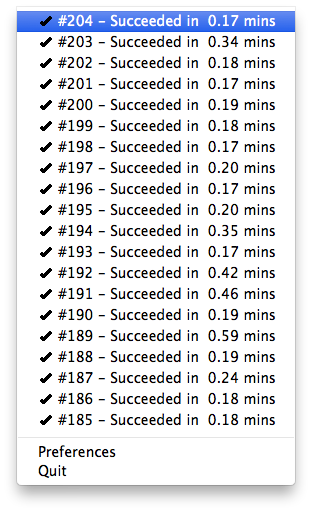 ✔ #204 – Succeeded in  0.17 mins
✔ #203 – Succeeded in  0.34 mins
✔ #202 – Succeeded in  0.18 mins
✔ #201 – Succeeded in  0.17 mins
✔ #200 – Succeeded in  0.19 mins
✔ #199 – Succeeded in  0.18 mins
✔ #198 – Succeeded in  0.17 mins
✔ #197 – Succeeded in  0.20 mins
✔ #196 – Succeeded in  0.17 mins
✔ #195 – Succeeded in  0.20 mins
✔ #194 – Succeeded in  0.35 mins
✔ #193 – Succeeded in  0.17 mins
✔ #192 – Succeeded in  0.42 mins
✔ #191 – Succeeded in  0.46 mins
✔ #190 – Succeeded in  0.19 mins
✔ #189 – Succeeded in  0.59 mins
✔ #188 – Succeeded in  0.19 mins
✔ #187 – Succeeded in  0.24 mins
✔ #186 – Succeeded in  0.18 mins
✔ #185 – Succeeded in  0.18 mins
Preferences
Quit